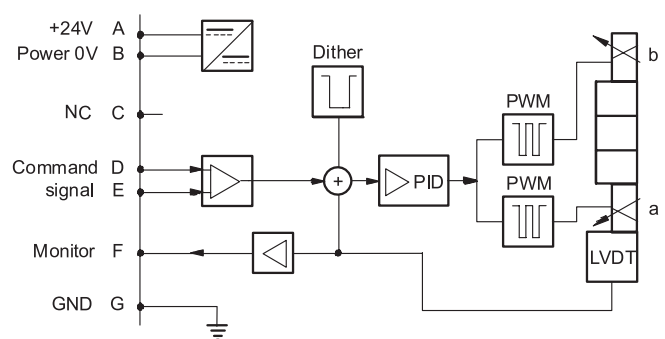 +24V A
Power 0V B
Dither
b
PWM
NC C
Command D
signal E
+
PID
PWM
a
Monitor F
LVDT
GND G